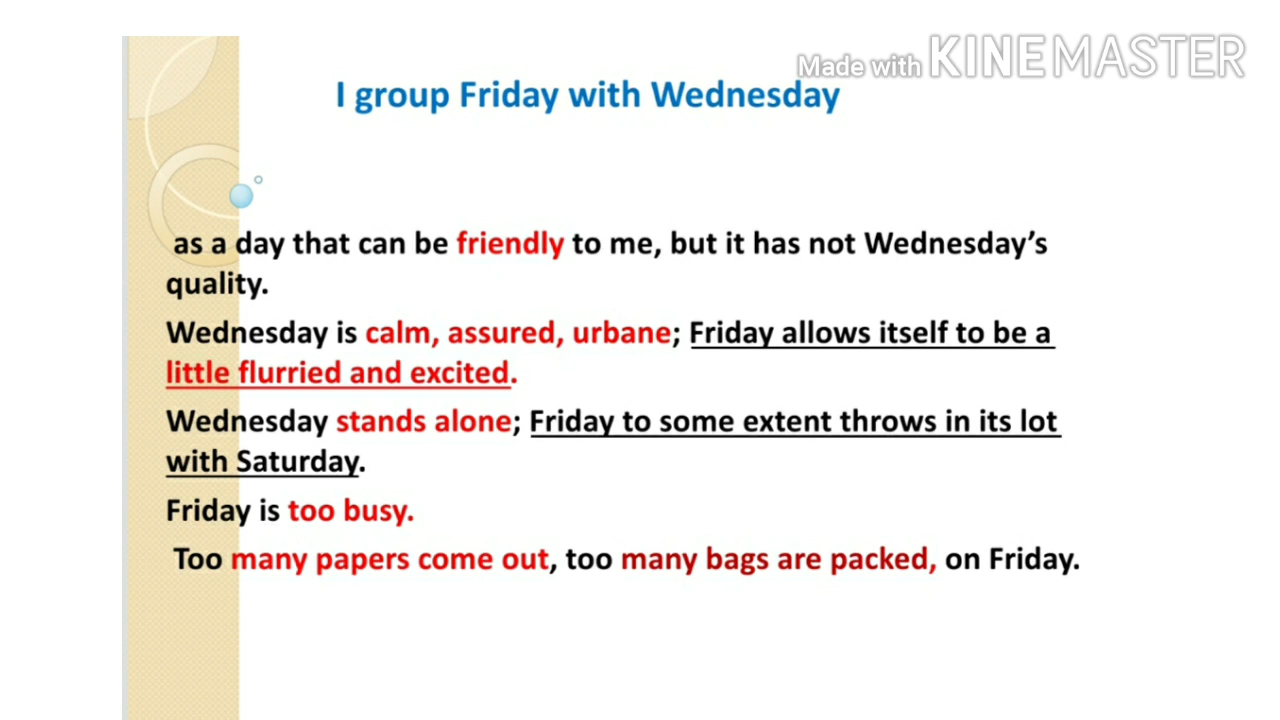 Made with KINEMASTER
I group Friday with Wednesday
as a day that can be friendly to me, but it has not Wednesday’s
quality.
Wednesday is calm, assured, urbane; Friday allows itself to be a
little flurried and excited.
Wednesday stands alone; Friday to some extent throws in its lot
with Saturday.
Friday is too busy.
Too many papers come out, too many bags are packed, on Friday.